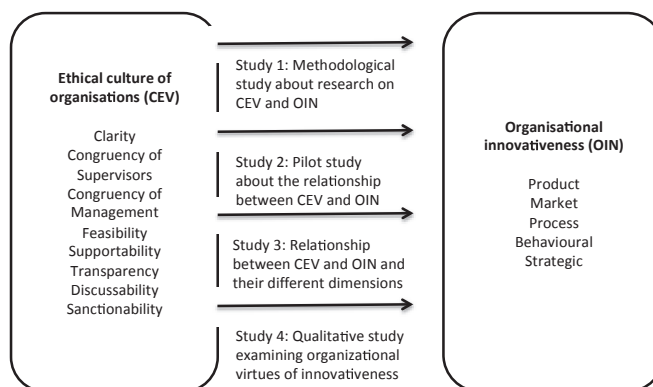 Ethical culture of
organisations (CEV)
Clarity
Congruency of
Supervisors
Congruency of
Management
Feasibility
Supportability
Transparency
Discussability
Sanctionability
Study 1: Methodological
study about research on
CEV and OIN
Study 2: Pilot study
about the relationship
between CEV and OIN
Study 3: Relationship
between CEV and OIN and
their different dimensions
Study 4: Qualitative study
examining organizational
virtues of innovativeness
Organisational
innovativeness (OIN)
Product
Market
Process
Behavioural
Strategic